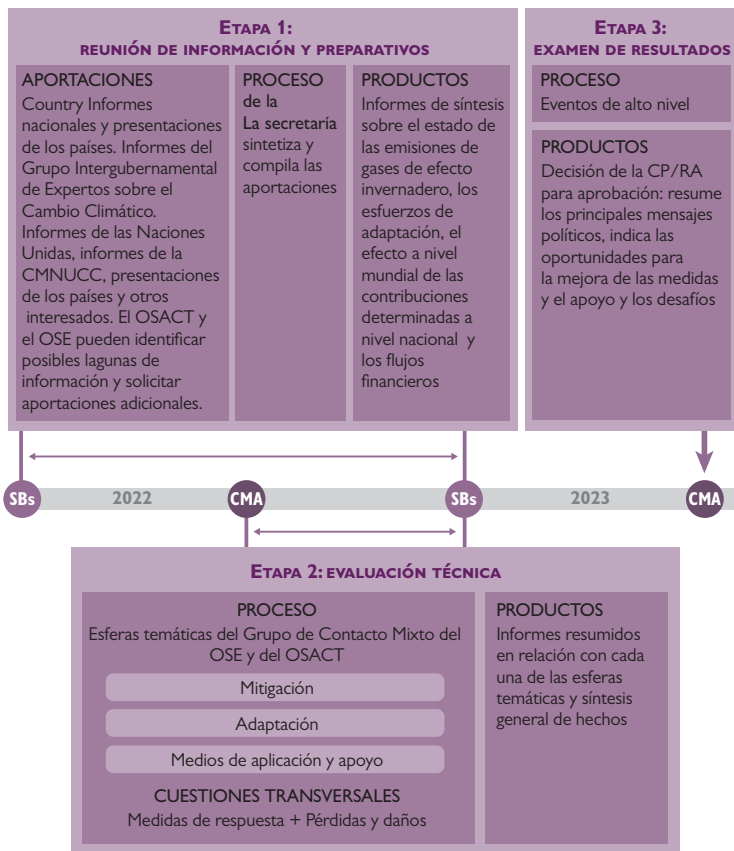 ETAPA 1:
REUNIÓN DE INFORMACIÓN Y PREPARATIVOS
APORTACIONES
Country Informes
nacionales y presentaciones
de los países. Informes del
Grupo Intergubernamental
de Expertos sobre el
Cambio Climático.
Informes de las Naciones
Unidas, informes de la
CMNUCC, presentaciones
de los países y otros
interesados. El OSACT y
el OSE pueden identificar
posibles lagunas de
información y solicitar
aportaciones adicionales.
PROCESO
de la
La secretaría
sintetiza y
compila las
aportaciones
PRODUCTOS
Informes de síntesis
sobre el estado de
las emisiones de
gases de efecto
invernadero, los
esfuerzos de
adaptación, el
efecto a nivel
mundial de las
contribuciones
determinadas a
nivel nacional y
los flujos
financieros
ETAPA 3:
EXAMEN DE RESULTADOS
PROCESO
Eventos de alto nivel
PRODUCTOS
Decisión de la CP/RA
para aprobación: resume
los principales mensajes
políticos, indica las
oportunidades para
la mejora de las medidas
y el apoyo y los desafíos
SBs
2022
CMA
SBs
2023
CMA
ETAPA 2: EVALUACIÓN TÉCNICA
PROCESO
Esferas temáticas del Grupo de Contacto Mixto del
OSE y del OSACT
Mitigación
Adaptación
Medios de aplicación y apoyo
CUESTIONES TRANSVERSALES
Medidas de respuesta + Pérdidas y daños
PRODUCTOS
Informes resumidos
en relación con cada
una de las esferas
temáticas y síntesis
general de hechos